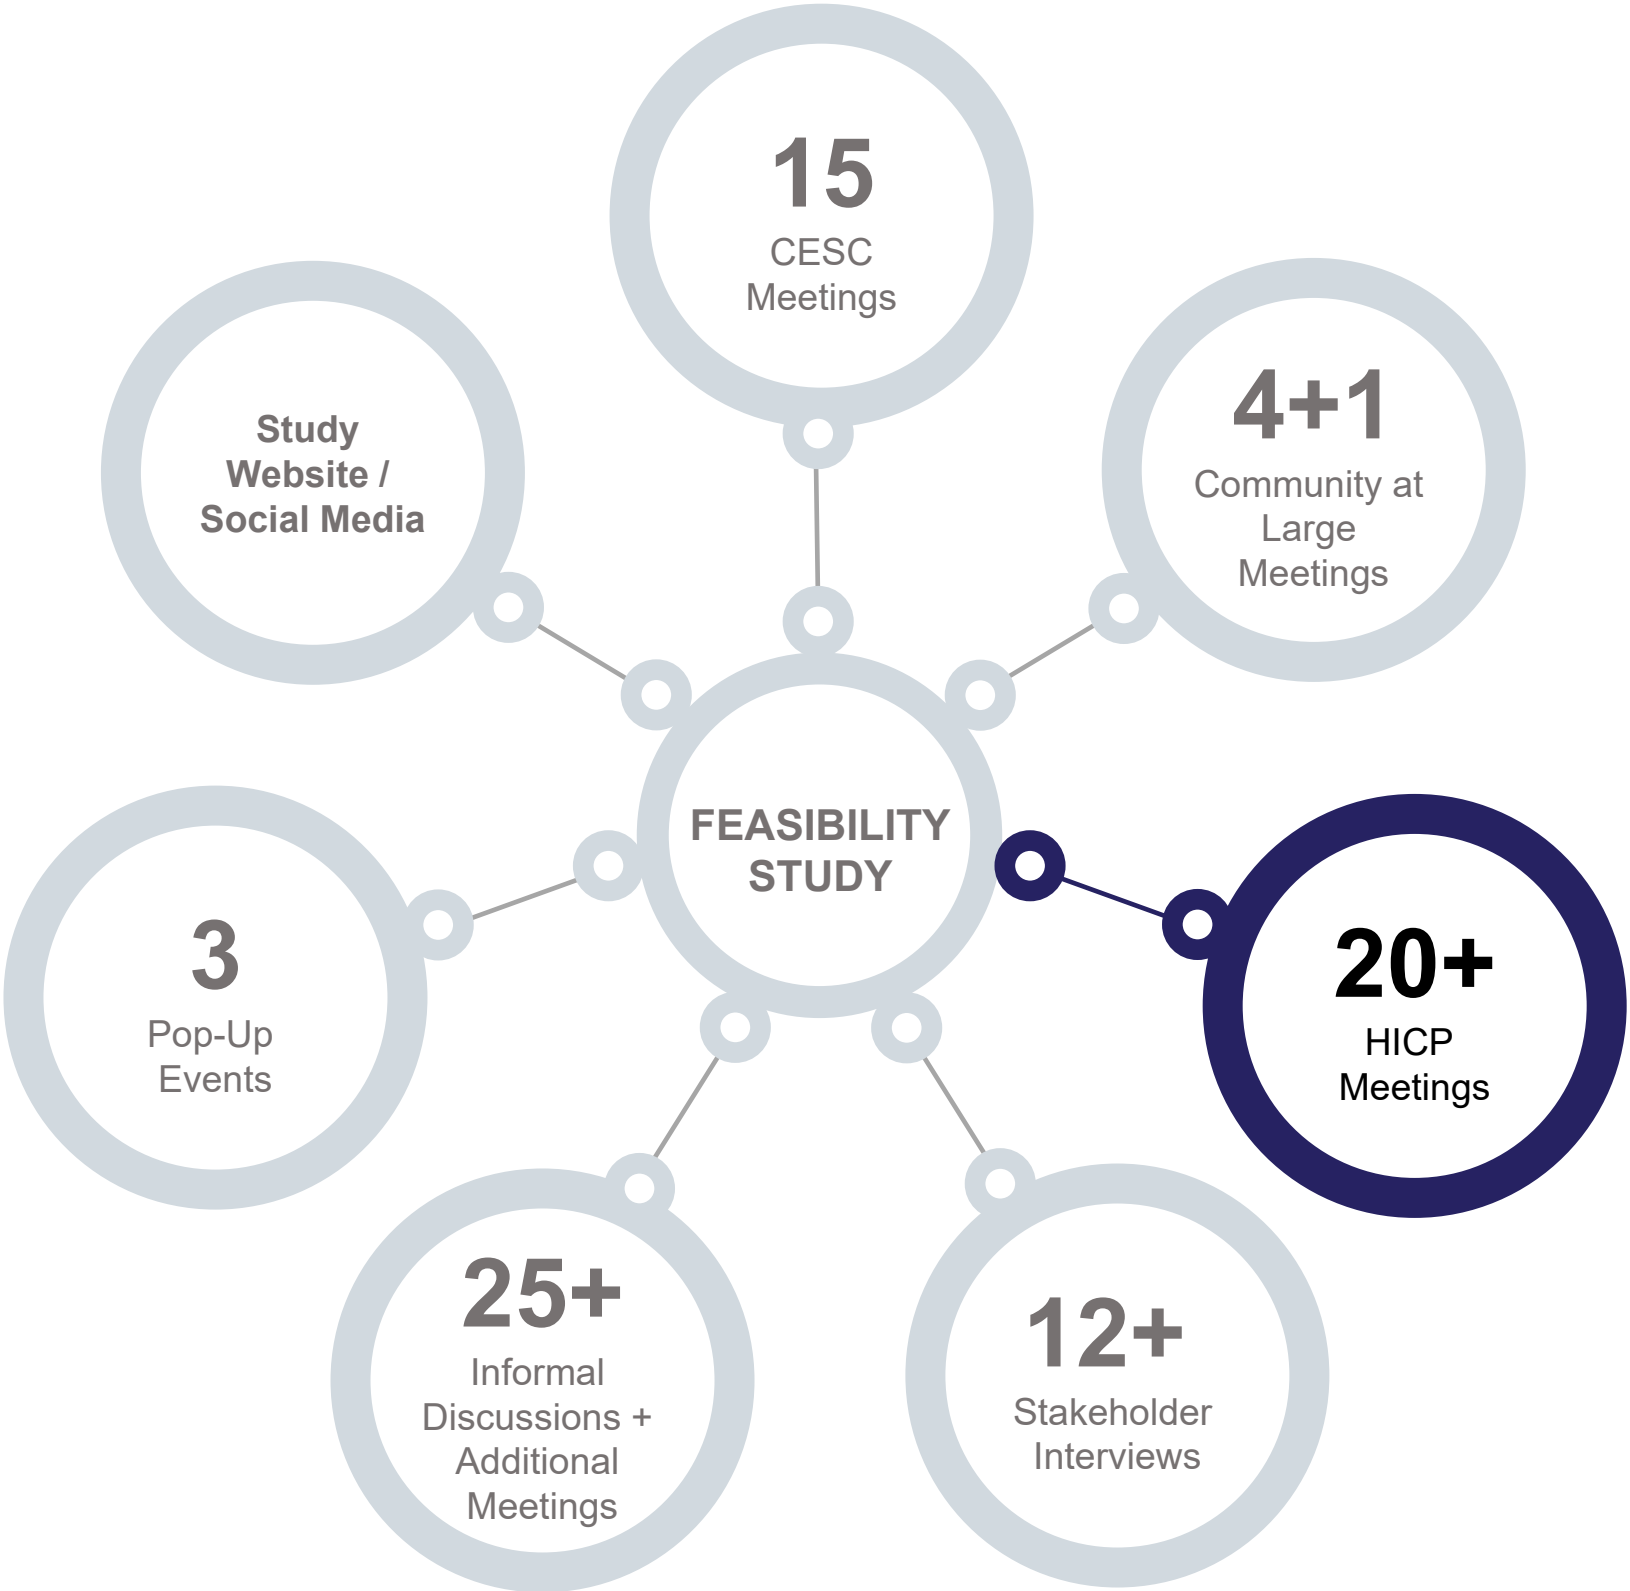 15
CESC
Meetings
4+1
Community at
Large
Meetings
Study
Website /
Social Media
FEASIBILITY
STUDY
20+
HICP
Meetings
3
Pop-Up
Events
25+
Informal
Discussions +
Additional
Meetings
12+
Stakeholder
Interviews